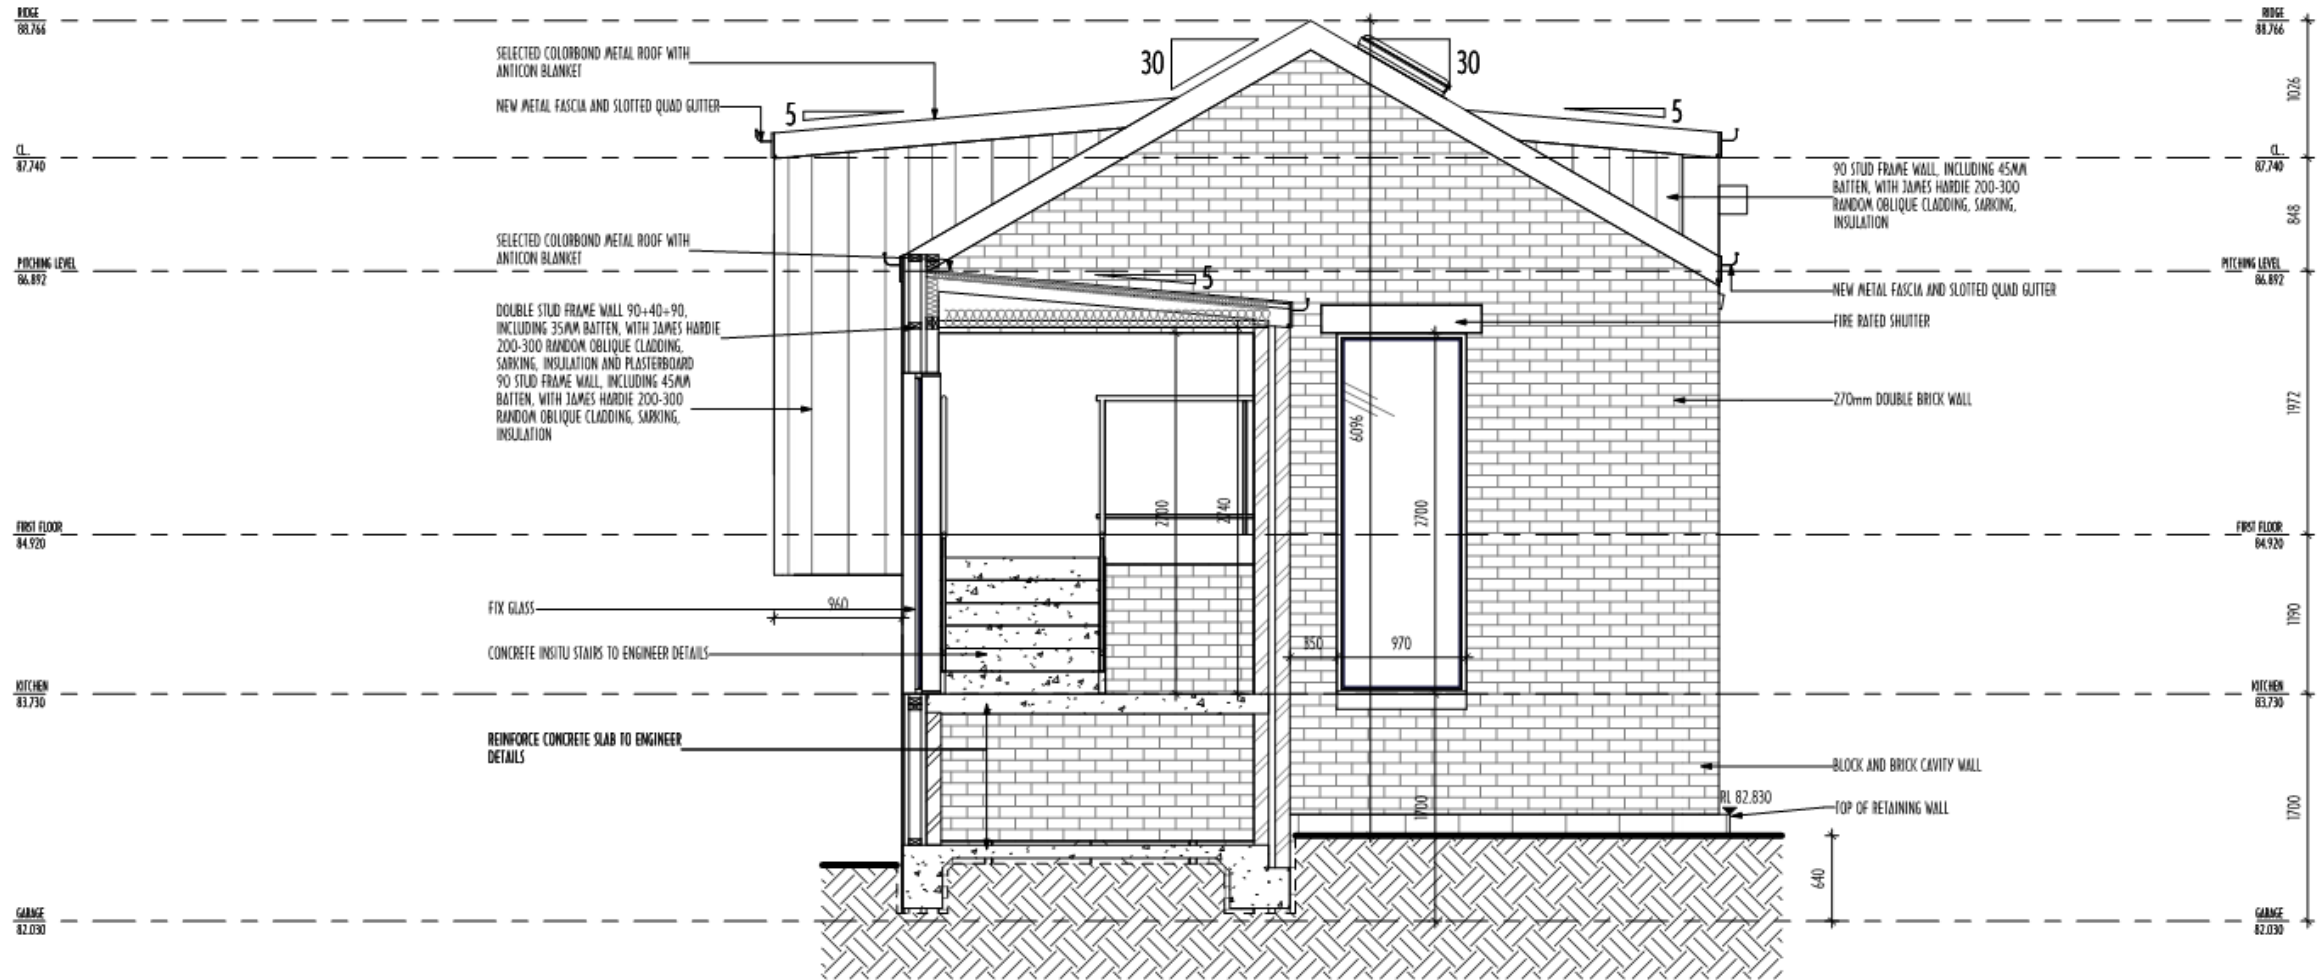 RIDGE
88.766
RIDGE
88.766
SELECTED COLORBOND METAL ROOF WITH
ANTICON BLANKET
30
30
1026
NEW METAL FASCIA AND SLOTTED QUAD GUTTER
5
5
CL.
87.740
CL.
87.740
90 STUD FRAME WALL, INCLUDING 45MM
BATTEN, WITH JAMES HARDIE 200-300
RANDOM OBLIQUE CLADDING, SARKING,
INSULATION
848
SELECTED COLORBOND METAL ROOF WITH
ANTICON BLANKET
PITCHING LEVEL
86.892
5
PITCHING LEVEL
86.892
NEW METAL FASCIA AND SLOTTED QUAD GUTTER
DOUBLE STUD FRAME WALL 90+40+90,
INCLUDING 35MM BATTEN, WITH JAMES HARDIE
200-300 RANDOM OBLIQUE CLADDING,
SARKING, INSULATION AND PLASTERBOARD
90 STUD FRAME WALL, INCLUDING 45MM
BATTEN, WITH JAMES HARDIE 200-300
RANDOM OBLIQUE CLADDING, SARKING,
INSULATION
FIRE RATED SHUTTER
270mm DOUBLE BRICK WALL
1972
6096
2700
2740
2700
FIRST FLOOR
84.920
FIRST FLOOR
84.920
960
FIX GLASS
1190
CONCRETE INSITU STAIRS TO ENGINEER DETAILS
350
970
KITCHEN
83.730
KITCHEN
83.730
REINFORCE CONCRETE SLAB TO ENGINEER
DETAILS
BLOCK AND BRICK CAVITY WALL
RL 82.830
TOP OF RETAINING WALL
1700
1700
640
GARAGE
82.030
GARAGE
82.030